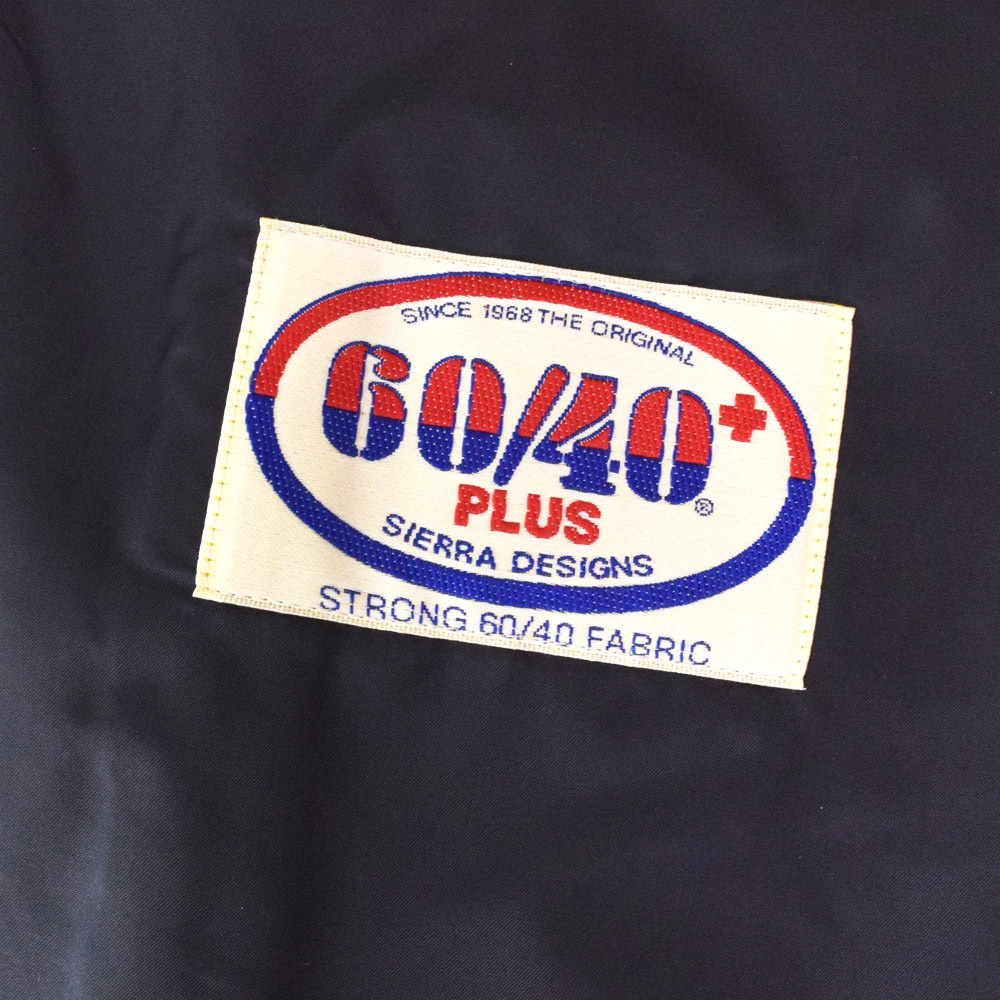 SINCE 1968 THE ORIGINAL
60/40+
®
PLUS
SIERRA DESIGNS
STRONG 60/40 FABRIC